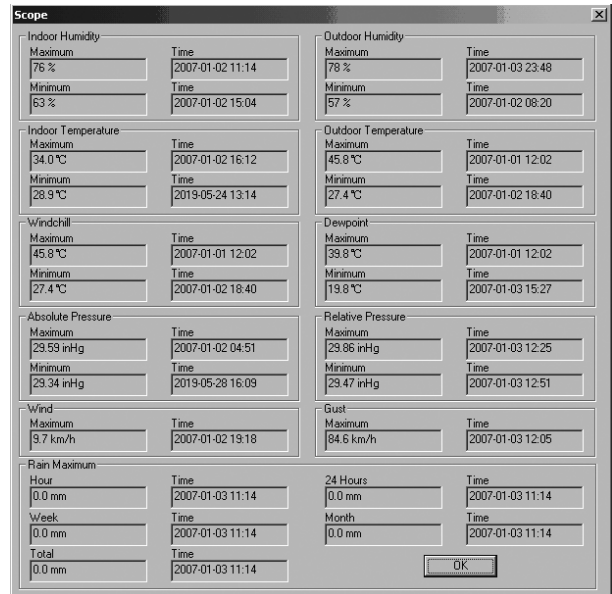 Scope
Indoor Humidity
Maximum Time
76 % 2007-01-02 11:14
Minimum Time
63 % 2007-01-02 15:04
Outdoor Humidity
Maximum Time
78 % 2007-01-03 23:48
Minimum Time
57 % 2007-01-02 08:20
Indoor Temperature
Maximum Time
34.0 °C 2007-01-02 16:12
Minimum Time
28.9 °C 2019-05-24 13:14
Outdoor Temperature
Maximum Time
45.8 °C 2007-01-01 12:02
Minimum Time
27.4 °C 2007-01-02 18:40
Windchill
Maximum Time
45.8 °C 2007-01-01 12:02
Minimum Time
27.4 °C 2007-01-02 18:40
Dewpoint
Maximum Time
39.8 °C 2007-01-01 12:02
Minimum Time
19.8 °C 2007-01-03 15:27
Absolute Pressure
Maximum Time
29.59 inHg 2007-01-02 04:51
Minimum Time
29.34 inHg 2019-05-28 16:09
Relative Pressure
Maximum Time
29.86 inHg 2007-01-03 12:25
Minimum Time
29.47 inHg 2007-01-03 12:51
Wind
Maximum Time
9.7 km/h 2007-01-02 19:18
Gust
Maximum Time
84.6 km/h 2007-01-03 12:05
Rain Maximum
Hour Time 24 Hours Time
0.0 mm 2007-01-03 11:14 0.0 mm 2007-01-03 11:14
Week Time Month Time
0.0 mm 2007-01-03 11:14 0.0 mm 2007-01-03 11:14
Total Time
0.0 mm 2007-01-03 11:14
OK